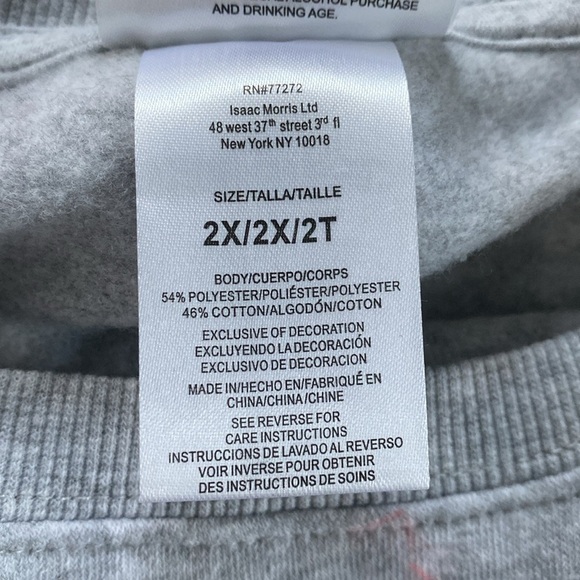 ALCOHOL PURCHASE
AND DRINKING AGE.
RN#77272
Isaac Morris Ltd
48 west 37th street 3rd fl
New York NY 10018
SIZE/TALLA/TAILLE
2X/2X/2T
BODY/CUERPO/CORPS
54% POLYESTER/POLIÉSTER/POLYESTER
46% COTTON/ALGODÓN/COTON
EXCLUSIVE OF DECORATION
EXCLUYENDO LA DECORACIÓN
EXCLUSIVO DE DECORACION
MADE IN/HECHO EN/FABRIQUÉ EN
CHINA/CHINA/CHINE
SEE REVERSE FOR
CARE INSTRUCTIONS
INSTRUCCIONS DE LAVADO AL REVERSO
VOIR INVERSE POUR OBTENIR
DES INSTRUCTIONS DE SOINS